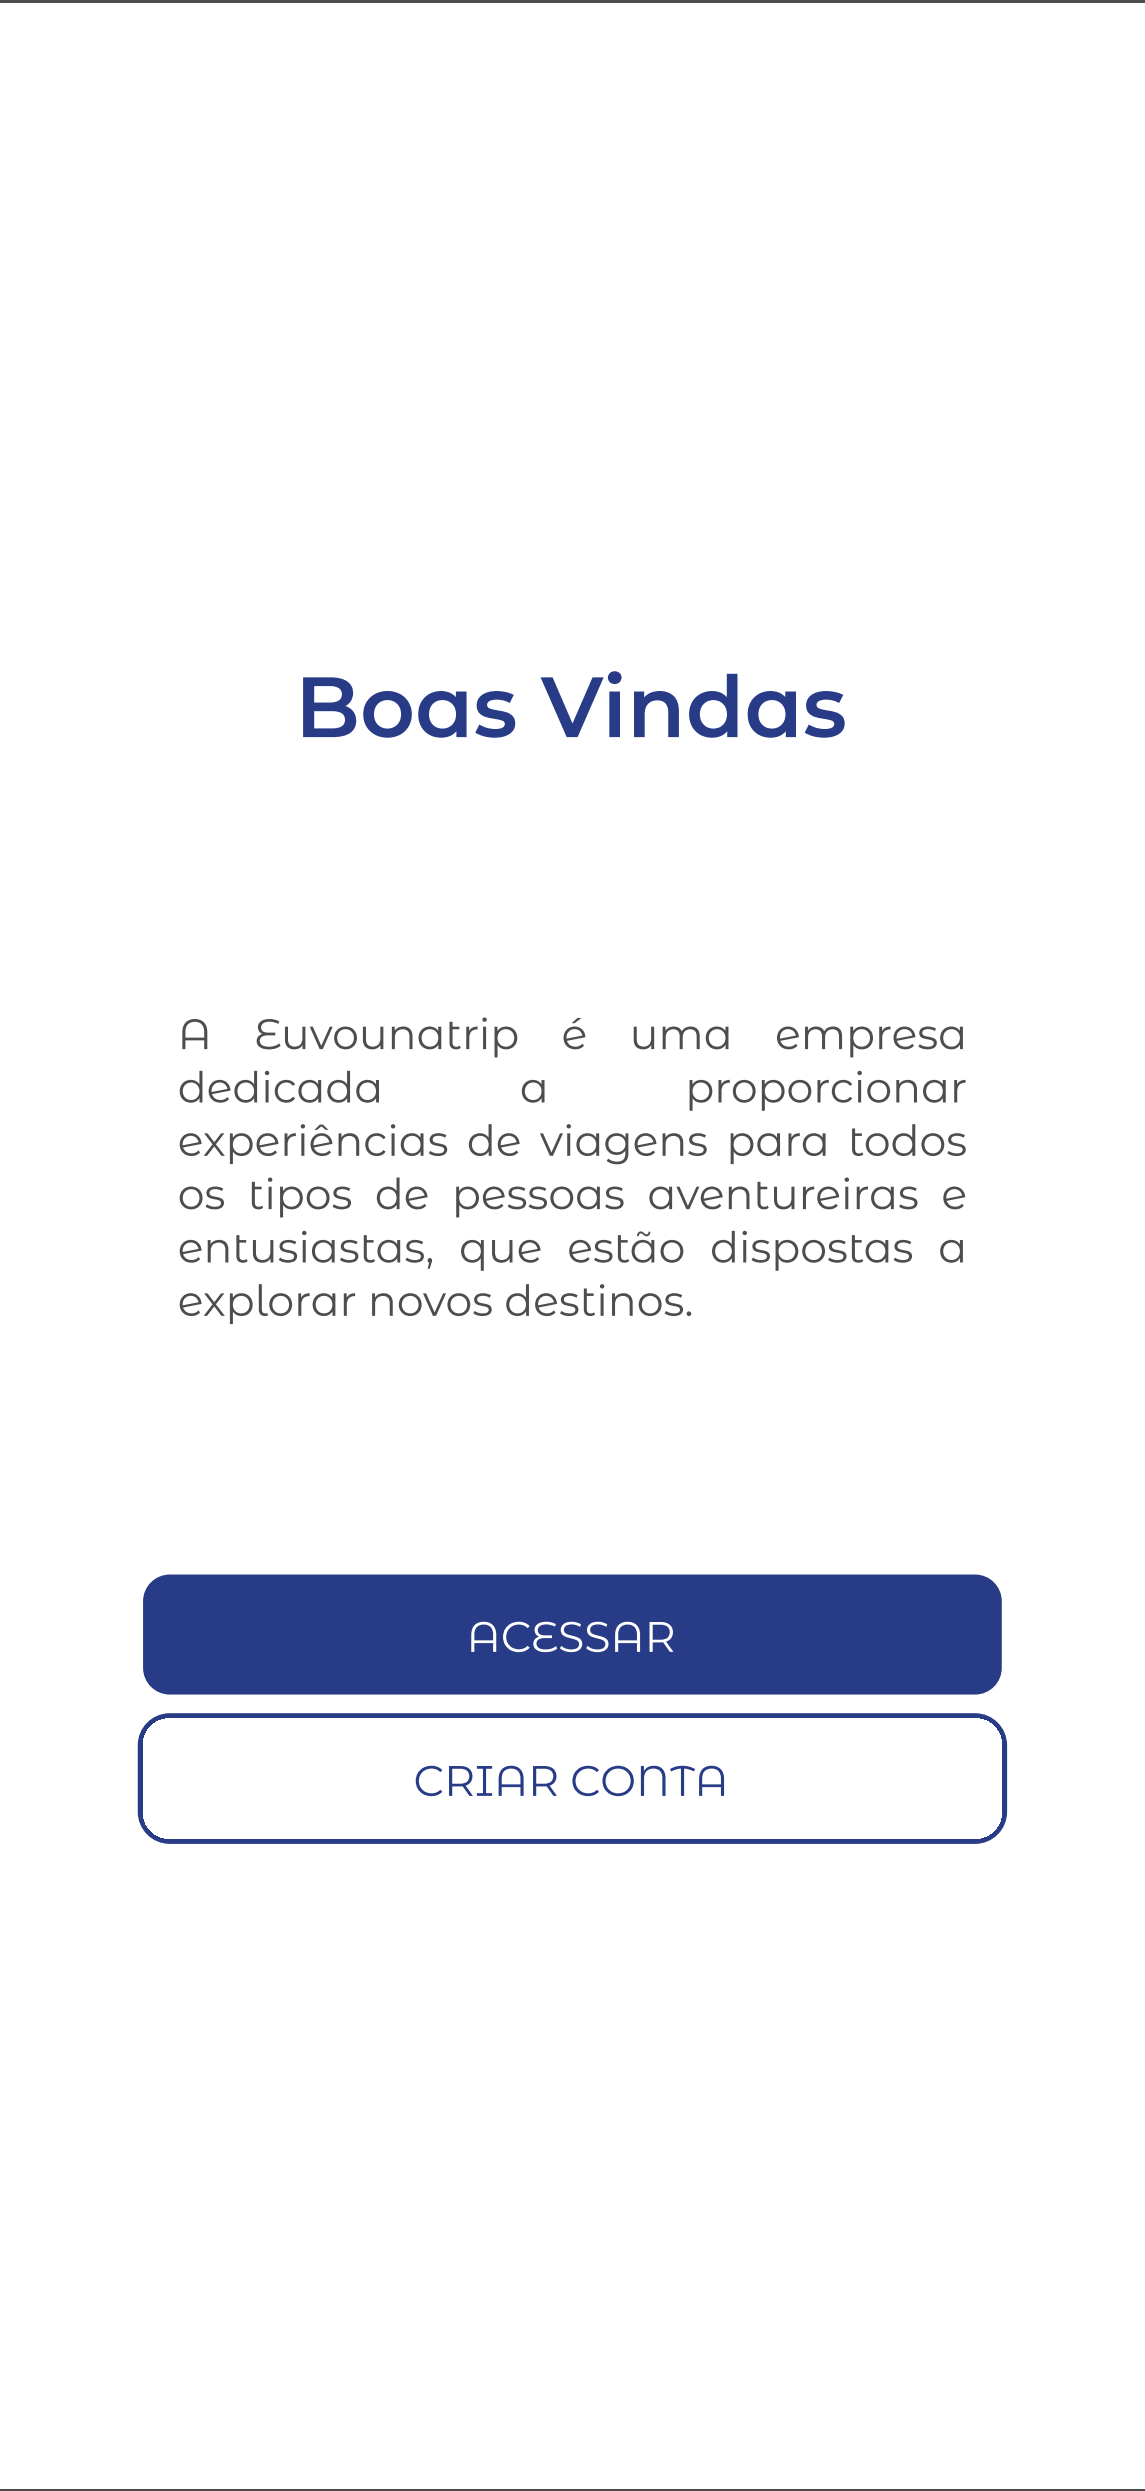 Boas Vindas
A Euvounatrip é uma empresa
dedicada a proporcionar
experiências de viagens para todos
os tipos de pessoas aventureiras e
entusiastas, que estão dispostas a
explorar novos destinos.
ACESSAR
CRIAR CONTA